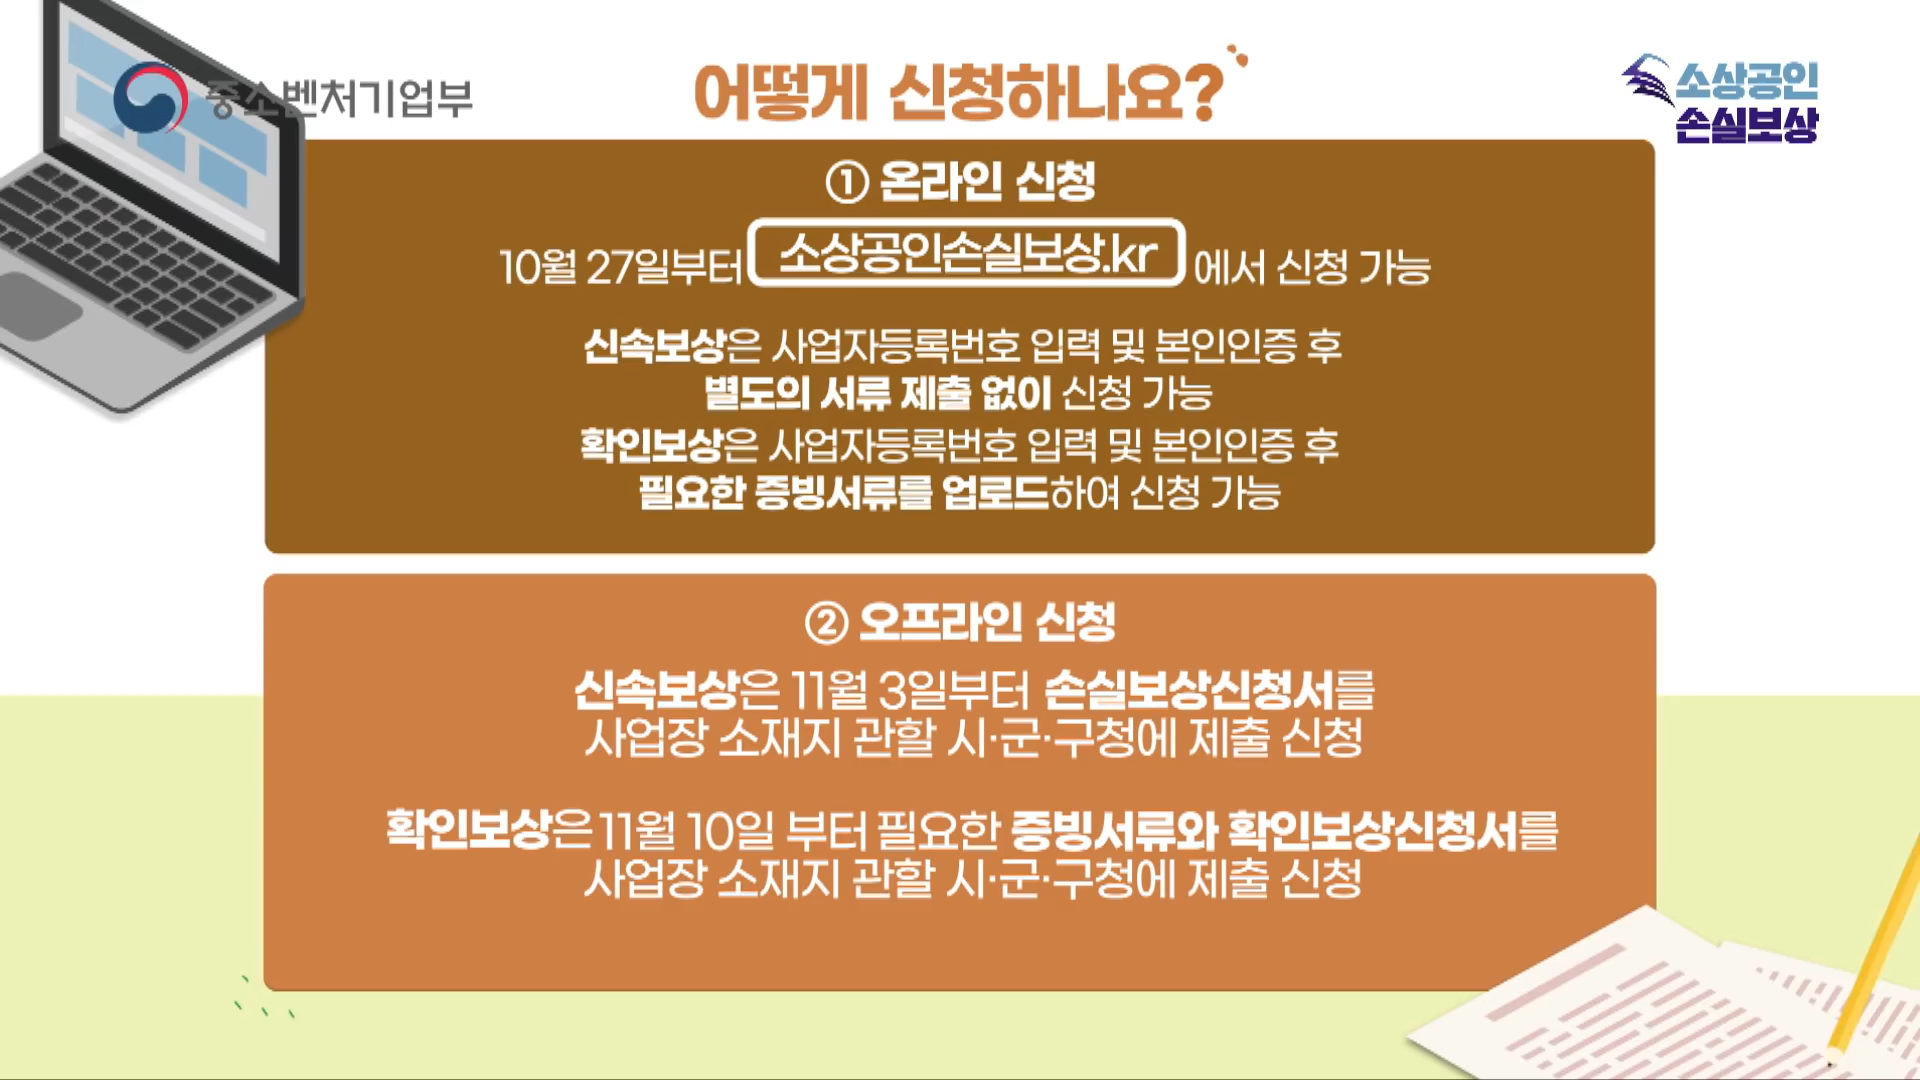 중소벤처기업부
어떻게 신청하나요?
소상공인
손실보상
① 온라인 신청
10월 27일부터 소상공인손실보상.kr 에서 신청 가능
신속보상은 사업자등록번호 입력 및 본인인증 후
별도의 서류 제출 없이 신청 가능
확인보상은 사업자등록번호 입력 및 본인인증 후
필요한 증빙서류를 업로드하여 신청 가능
② 오프라인 신청
신속보상은 11월 3일부터 손실보상신청서를
사업장 소재지 관할 시·군·구청에 제출 신청
확인보상은 11월 10일 부터 필요한 증빙서류와 확인보상신청서를
사업장 소재지 관할 시·군·구청에 제출 신청